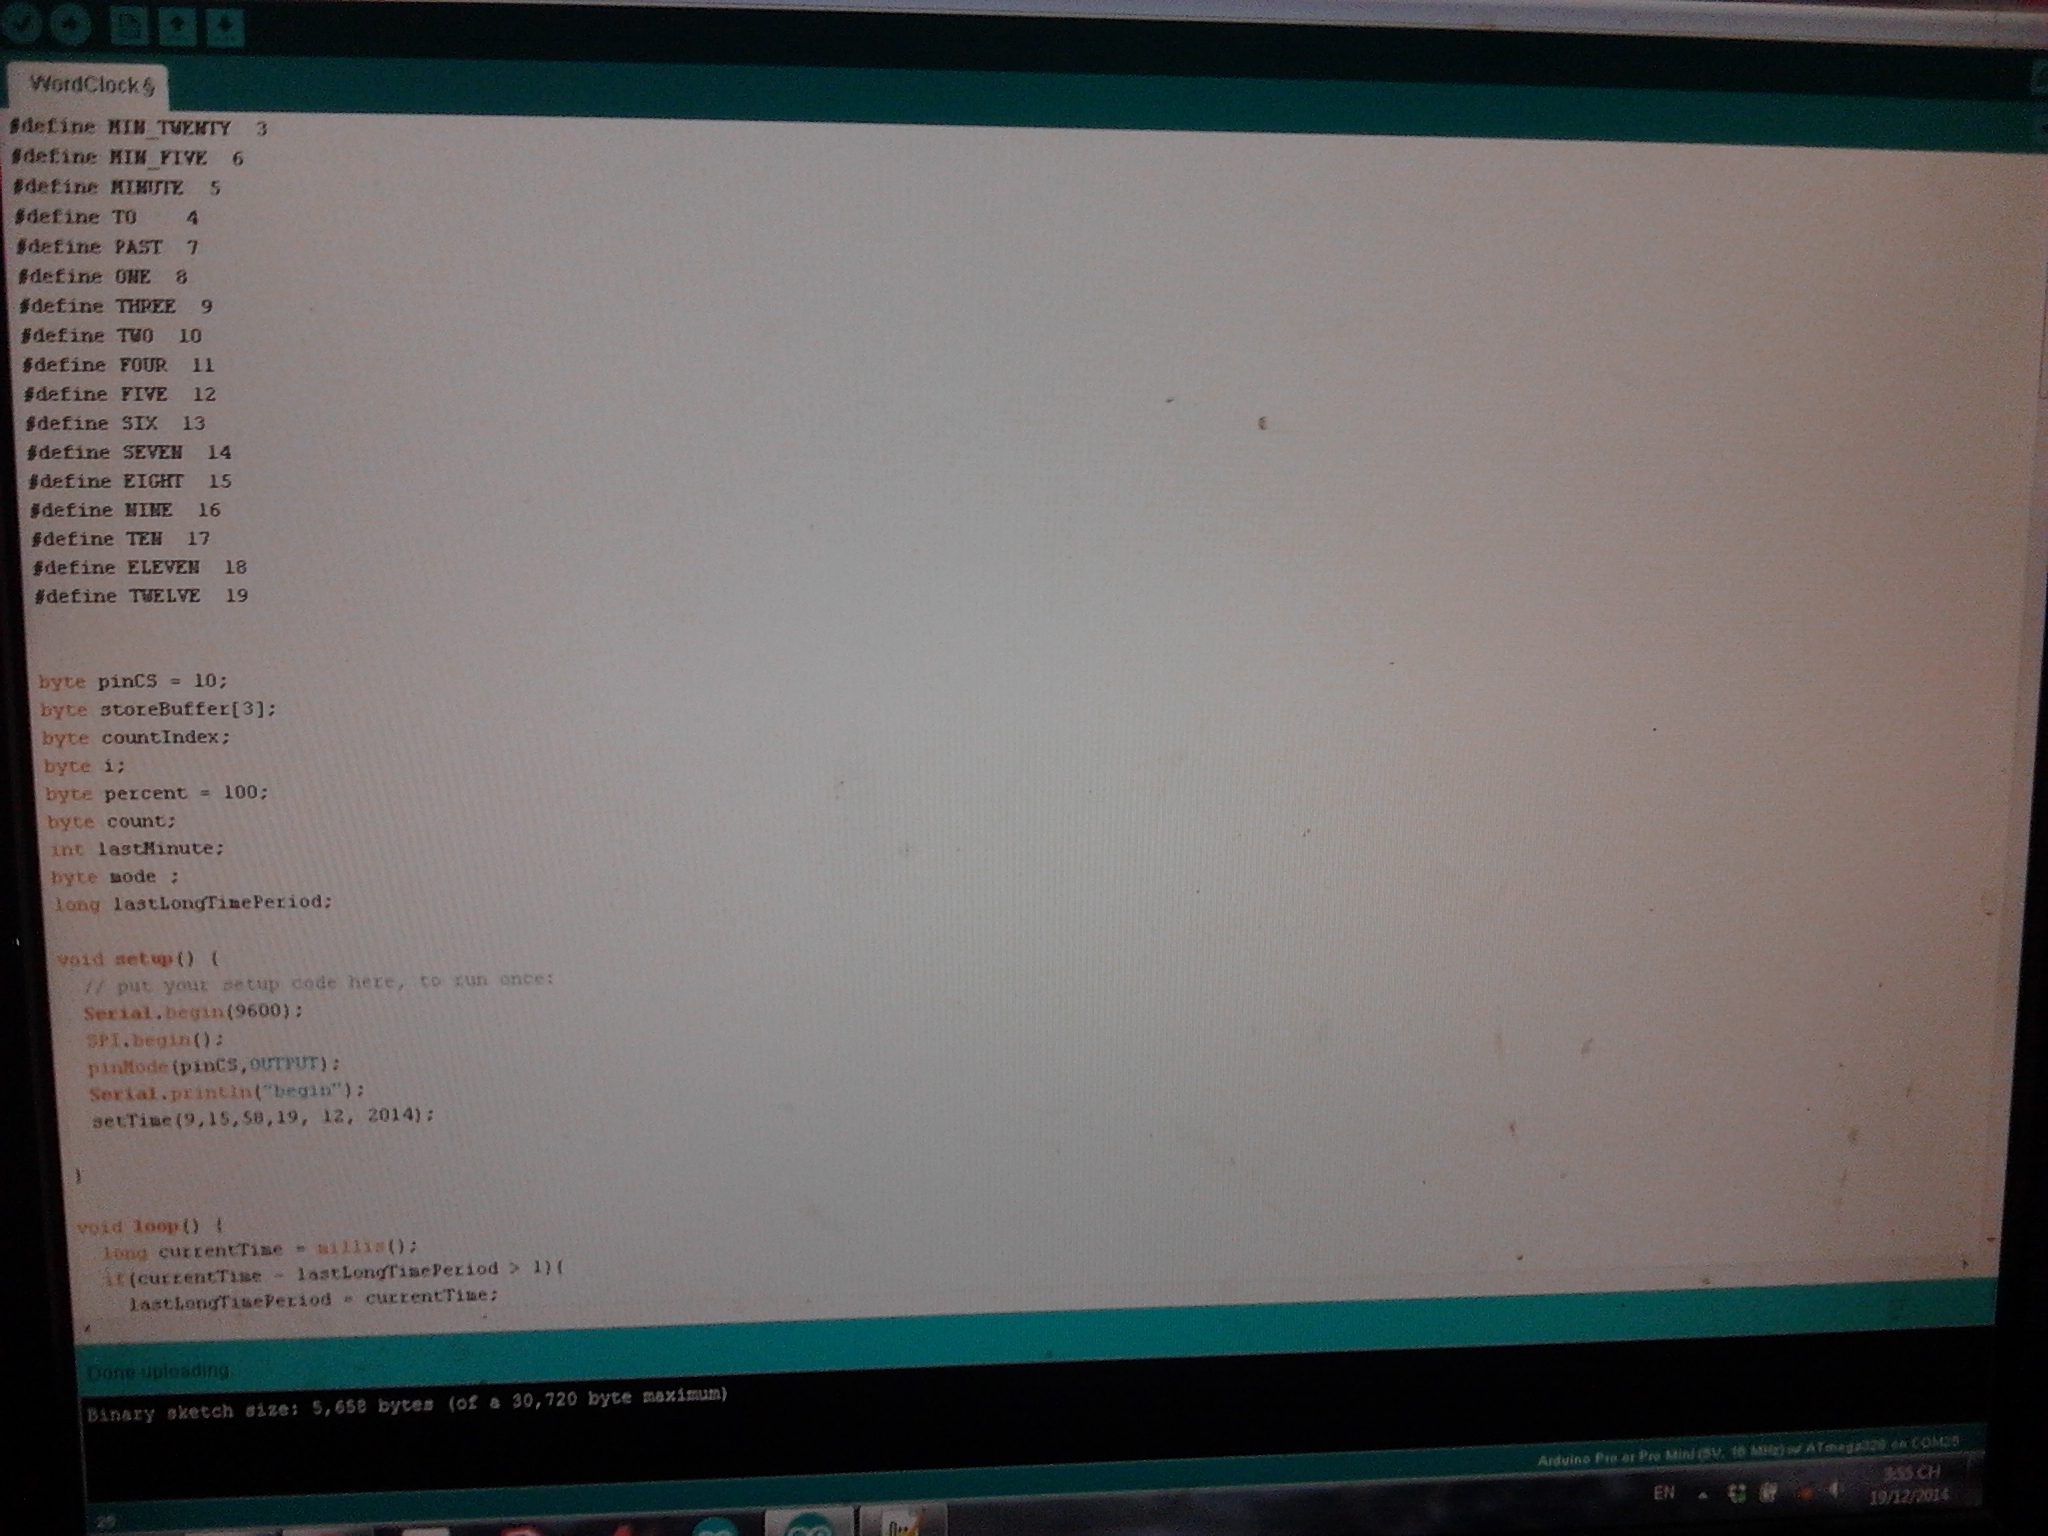 WordClock§
#define MIN_TWENTY  3
#define MIN_FIVE  6
#define MINUTE  5
#define TO    4
#define PAST  7
#define ONE  8
#define THREE  9
#define TWO  10
#define FOUR  11
#define FIVE  12
#define SIX  13
#define SEVEN  14
#define EIGHT  15
#define NINE  16
#define TEN  17
#define ELEVEN  18
#define TWELVE  19
byte pinCS = 10;
byte storeBuffer[3];
byte countIndex;
byte i;
byte percent = 100;
byte count;
int lastMinute;
byte mode ;
long lastLongTimePeriod;
void setup() {
// put your setup code here, to run once:
Serial.begin(9600);
SPI.begin();
pinMode(pinCS,OUTPUT);
Serial.println("begin");
setTime(9,15,58,19, 12, 2014);
}
void loop() {
long currentTime = millis();
if(currentTime - lastLongTimePeriod > 1){
lastLongTimePeriod = currentTime;
Done uploading.
Binary sketch size: 5,658 bytes (of a 30,720 byte maximum)
Arduino Pro or Pro Mini (5V, 16 MHz) w/ ATmega328 on COM25
EN
3:55 CH
19/12/2014